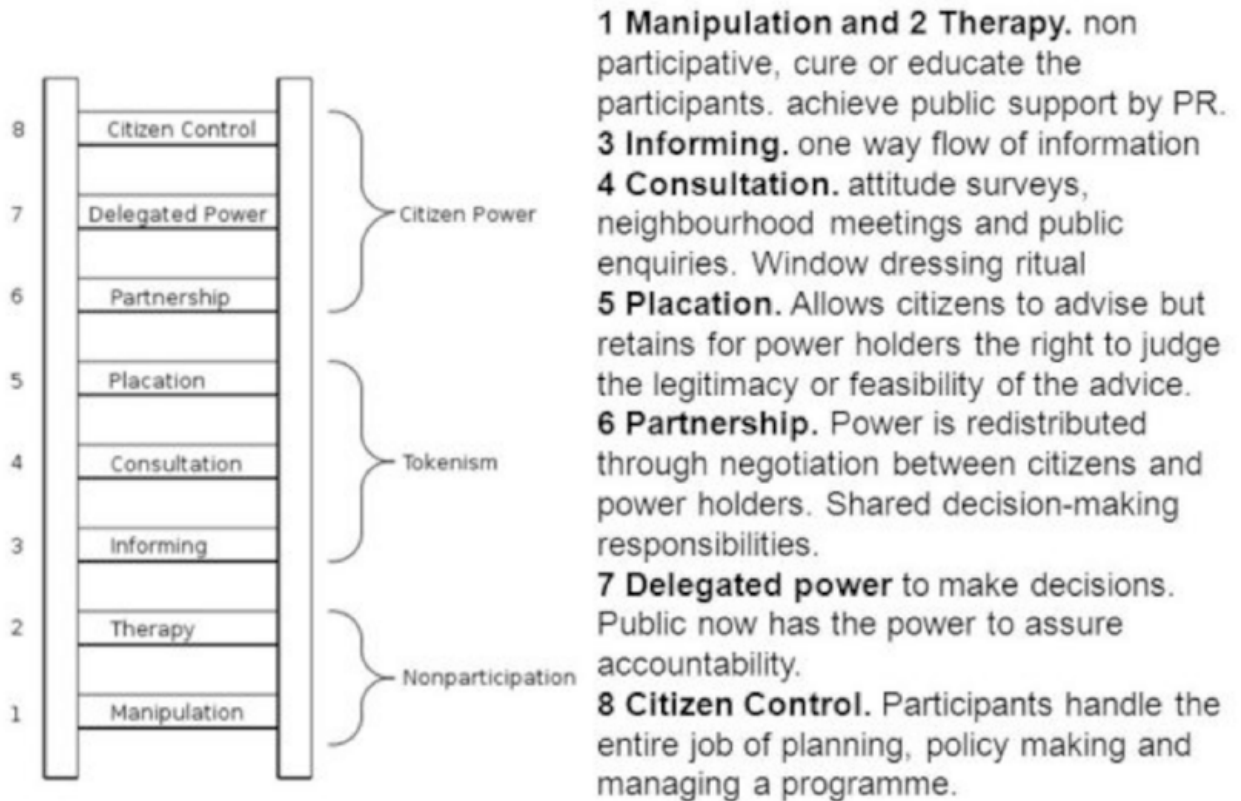 8
Citizen Control
7
Delegated Power
Citizen Power
6
Partnership
5
Placation
4
Consultation
Tokenism
3
Informing
2
Therapy
Nonparticipation
1
Manipulation
1 Manipulation and 2 Therapy. non
participative, cure or educate the
participants. achieve public support by PR.
3 Informing. one way flow of information
4 Consultation. attitude surveys,
neighbourhood meetings and public
enquiries. Window dressing ritual
5 Placation. Allows citizens to advise but
retains for power holders the right to judge
the legitimacy or feasibility of the advice.
6 Partnership. Power is redistributed
through negotiation between citizens and
power holders. Shared decision-making
responsibilities.
7 Delegated power to make decisions.
Public now has the power to assure
accountability.
8 Citizen Control. Participants handle the
entire job of planning, policy making and
managing a programme.